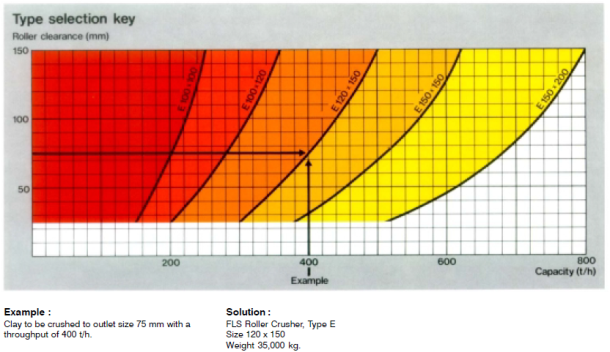 Type selection key
Roller clearance (mm)
150
E 100 × 100
E 100 × 120
E 120 × 150
E 150 × 150
E 150 × 200
100
50
200
400
600
800
Capacity (t/h)
Example
Example :
Clay to be crushed to outlet size 75 mm with a
throughput of 400 t/h.
Solution :
FLS Roller Crusher, Type E
Size 120 x 150
Weight 35,000 kg.